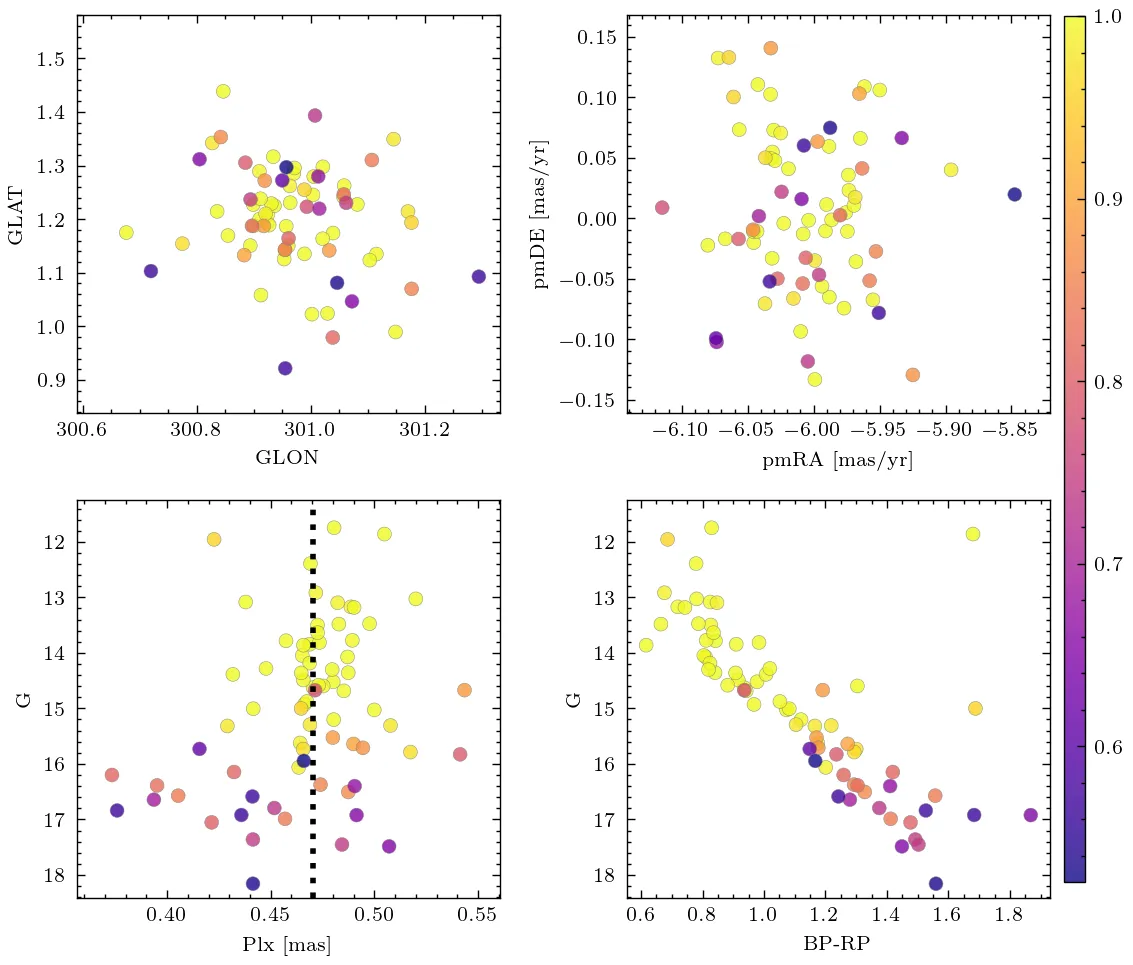 1.5
1.4
1.3
1.2
1.1
1.0
0.9
GLAT
300.6 300.8 301.0 301.2
GLON
0.15
0.10
0.05
0.00
−0.05
−0.10
−0.15
pmDE [mas/yr]
−6.10 −6.05 −6.00 −5.95 −5.90 −5.85
pmRA [mas/yr]
1.0
0.9
0.8
0.7
0.6
12
13
14
15
16
17
18
G
0.40 0.45 0.50 0.55
Plx [mas]
12
13
14
15
16
17
18
G
0.6 0.8 1.0 1.2 1.4 1.6 1.8
BP-RP